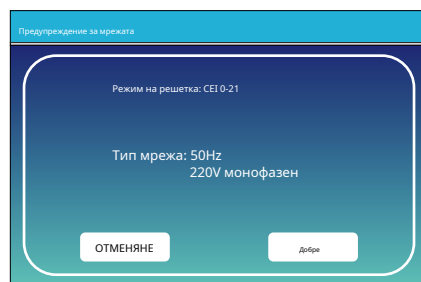 Предупреждение за мрежата
Режим на решетка: CEI 0-21
Тип мрежа: 50Hz
220V монофазен
ОТМЕНЯНЕ
Добре